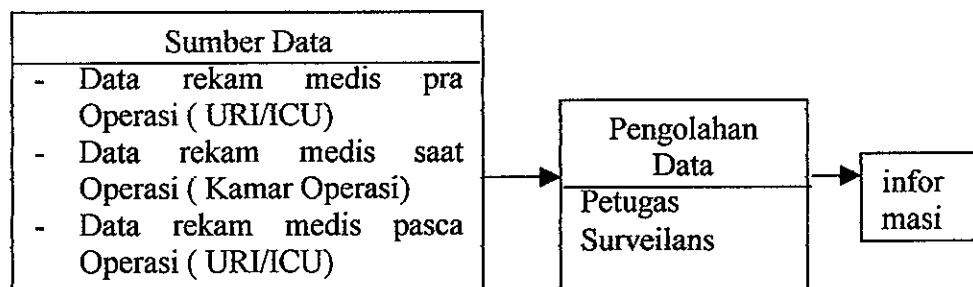 Sumber Data
- Data rekam medis pra
Operasi ( URI/ICU)
- Data rekam medis saat
Operasi ( Kamar Operasi)
- Data rekam medis pasca
Operasi ( URI/ICU)
Pengolahan
Data
Petugas
Surveilans
infor
masi